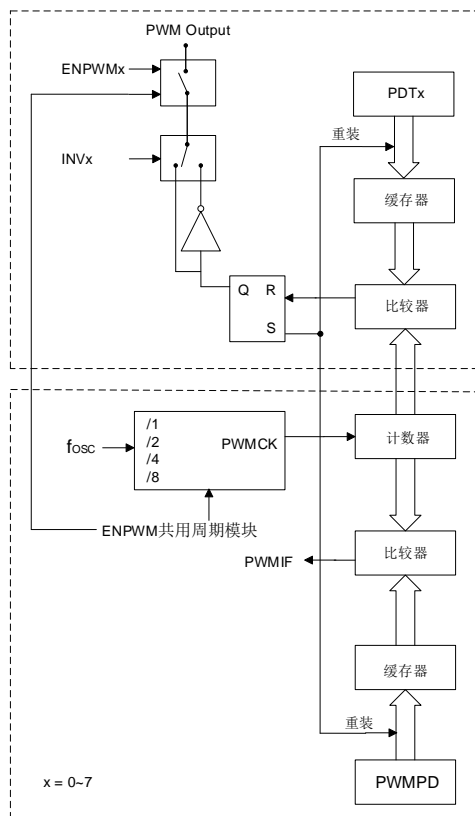 PWM Output
ENPWMx
PDTx
INVx
重装
缓存器
Q R
S
比较器
fOSC
/1
/2
/4
/8
PWMCK
计数器
ENPWM共用周期模块
PWMIF
比较器
缓存器
重装
x = 0~7
PWMPD